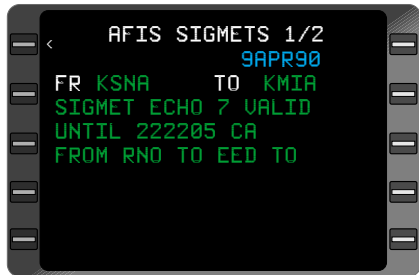 AFIS SIGMETS 1/2
<
9APR90
FR KSNA TO KMIA
SIGMET ECHO 7 VALID
UNTIL 222205 CA
FROM RNO TO EED TO